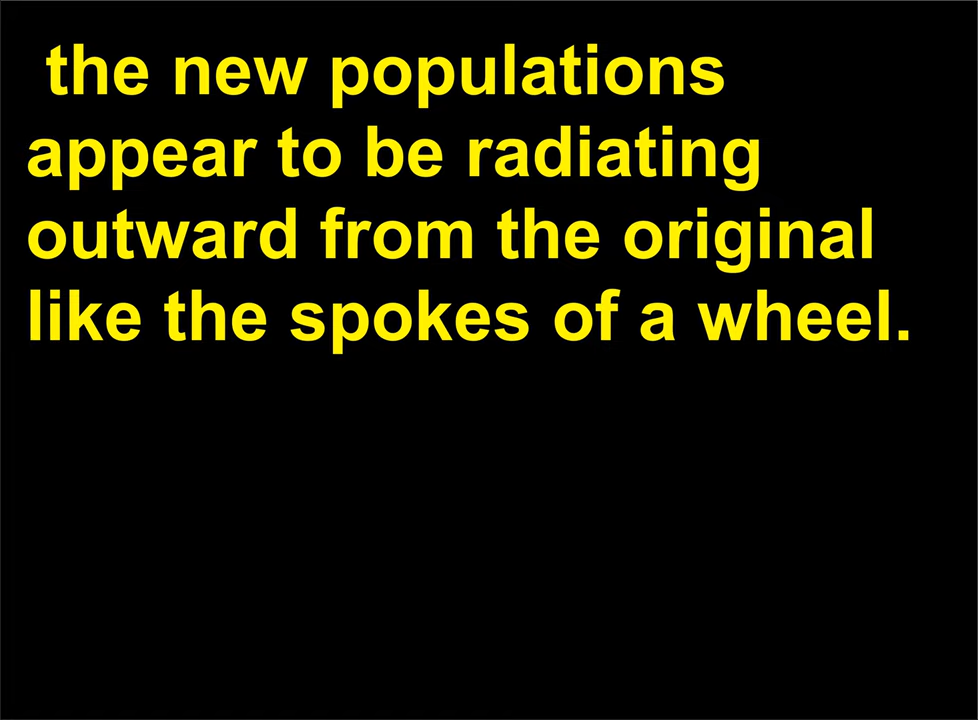 the new populations
appear to be radiating
outward from the original
like the spokes of a wheel.